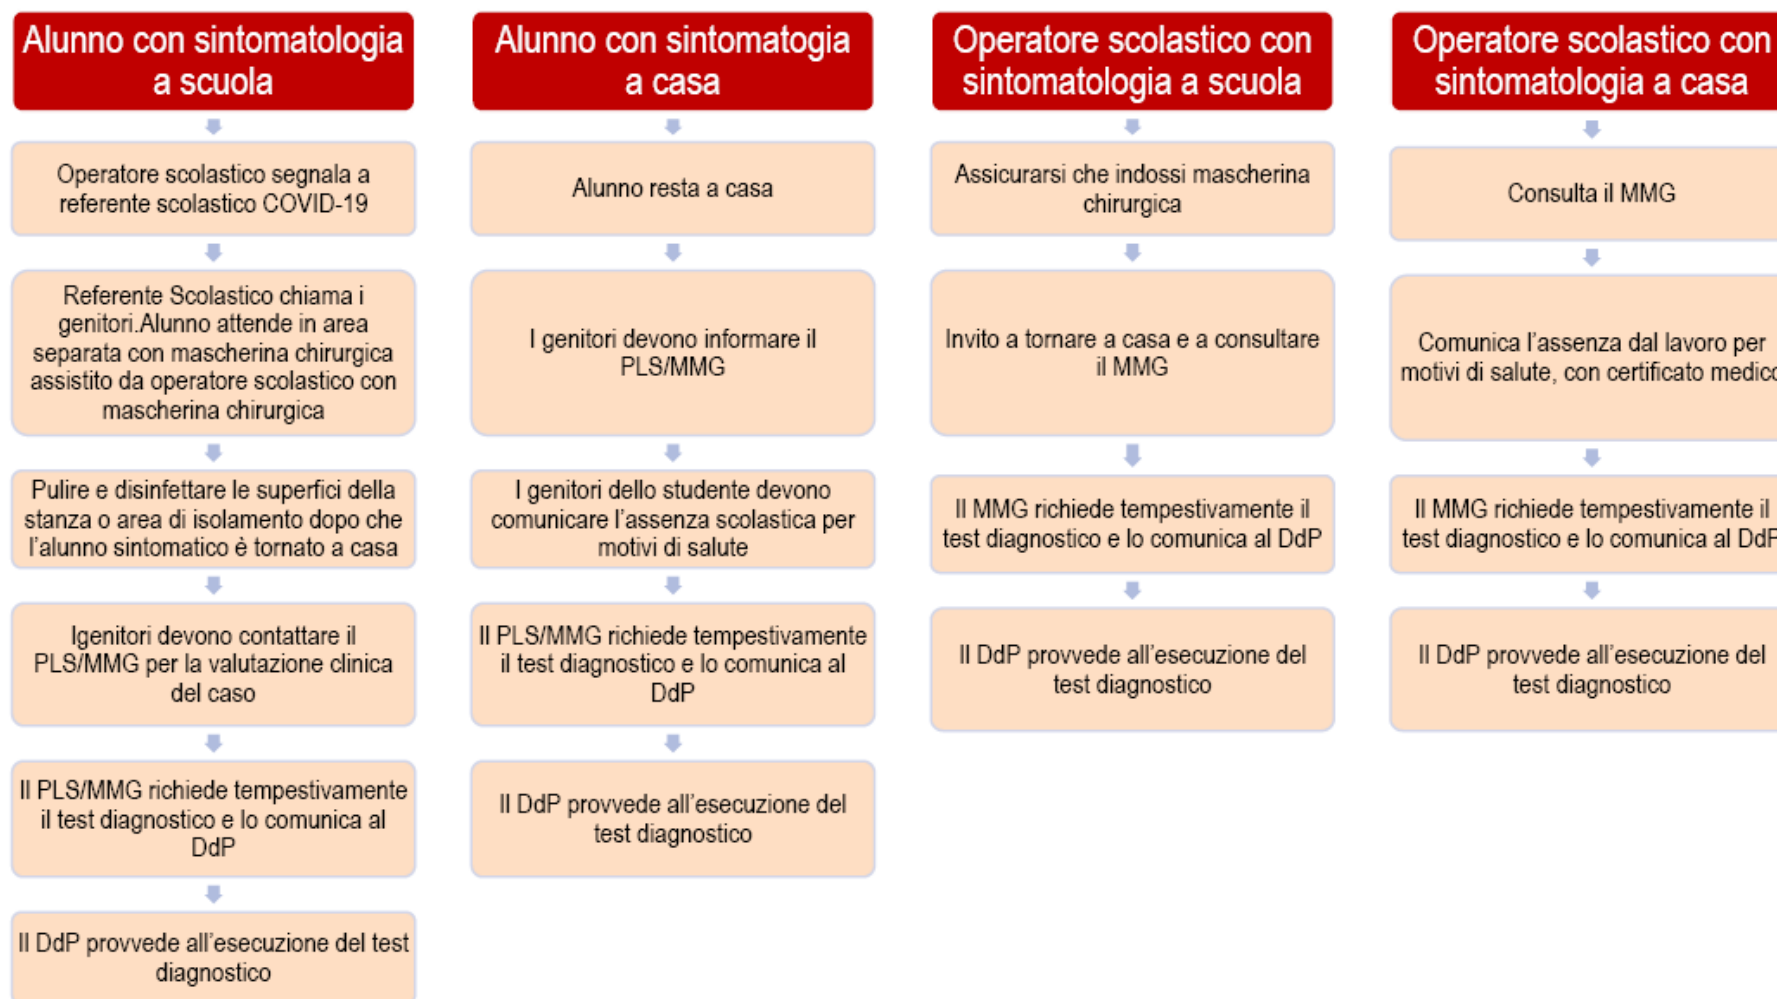 Alunno con sintomatologia
a scuola
Operatore scolastico segnala a
referente scolastico COVID-19
Referente Scolastico chiama i
genitori.Alunno attende in area
separata con mascherina chirurgica
assistito da operatore scolastico con
mascherina chirurgica
Pulire e disinfettare le superfici della
stanza o area di isolamento dopo che
l'alunno sintomatico è tornato a casa
Igenitori devono contattare il
PLS/MMG per la valutazione clinica
del caso
Il PLS/MMG richiede tempestivamente
il test diagnostico e lo comunica al
DdP
Il DdP provvede all'esecuzione del test
diagnostico
Alunno con sintomatogia
a casa
Alunno resta a casa
I genitori devono informare il
PLS/MMG
I genitori dello studente devono
comunicare l'assenza scolastica per
motivi di salute
Il PLS/MMG richiede tempestivamente
il test diagnostico e lo comunica al
DdP
Il DdP provvede all'esecuzione del
test diagnostico
Operatore scolastico con
sintomatologia a scuola
Assicurarsi che indossi mascherina
chirurgica
Invito a tornare a casa e a consultare
il MMG
Il MMG richiede tempestivamente il
test diagnostico e lo comunica al DdP
Il DdP provvede all'esecuzione del
test diagnostico
Operatore scolastico con
sintomatologia a casa
Consulta il MMG
Comunica l'assenza dal lavoro per
motivi di salute, con certificato medico
Il MMG richiede tempestivamente il
test diagnostico e lo comunica al DdP
Il DdP provvede all'esecuzione del
test diagnostico